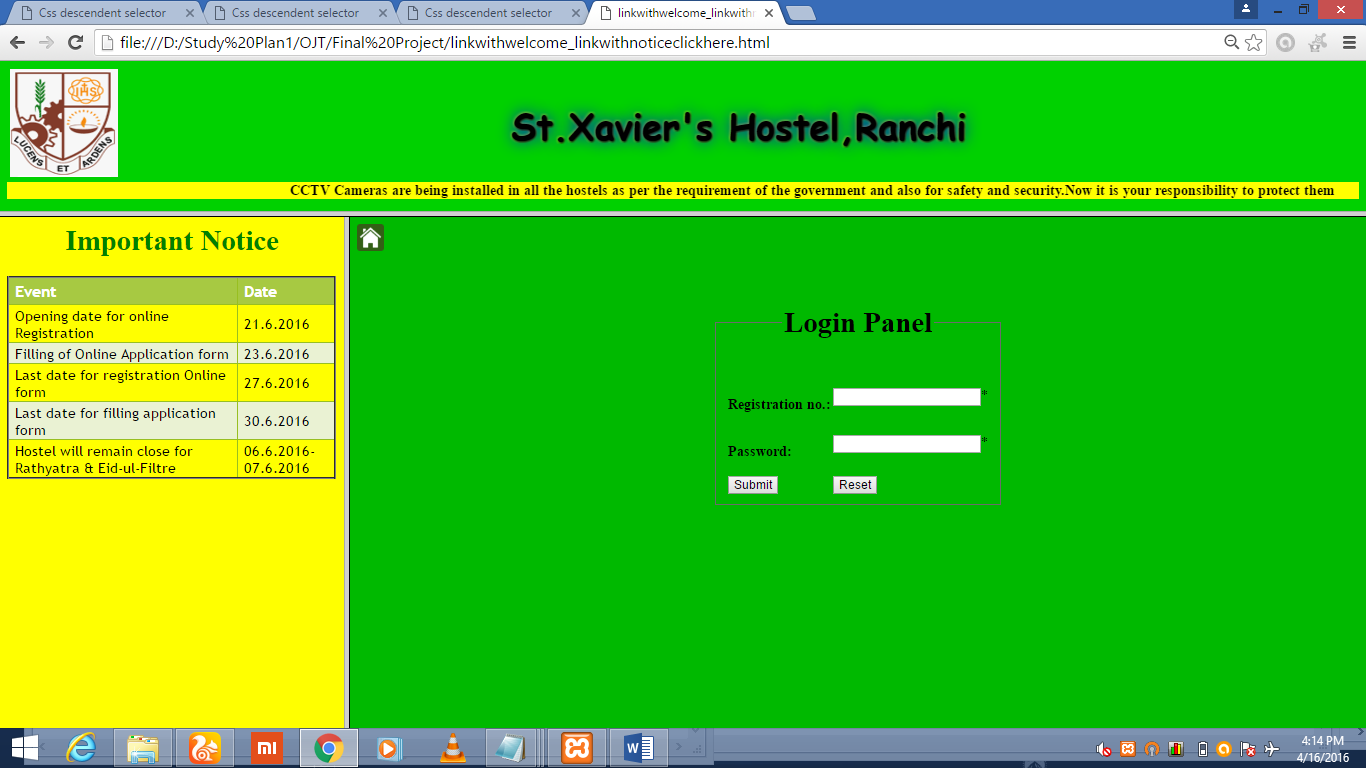 Css descendent selector
Css descendent selector
Css descendent selector
linkwithwelcome_linkwith
file:///D:/Study%20Plan1/OJT/Final%20Project/linkwithwelcome_linkwithnoticeclickhere.html
IHS
LUCENS ET ARDENS
St.Xavier's Hostel,Ranchi
CCTV Cameras are being installed in all the hostels as per the requirement of the government and also for safety and security.Now it is your responsibility to protect them
Important Notice
Event Date
Opening date for online
Registration 21.6.2016
Filling of Online Application form 23.6.2016
Last date for registration Online
form 27.6.2016
Last date for filling application
form 30.6.2016
Hostel will remain close for 06.6.2016-
Rathyatra & Eid-ul-Filtre 07.6.2016
Login Panel
Registration no.: *
Password: *
Submit Reset
mi
W
4:14 PM
4/16/2016